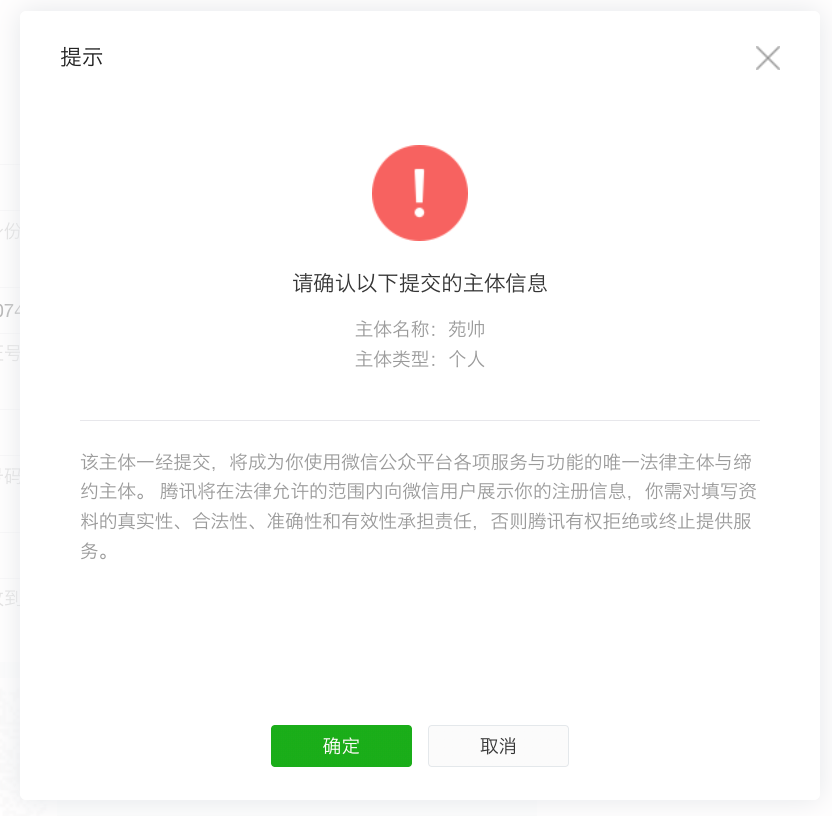 提示
请确认以下提交的主体信息
主体名称：苑帅
主体类型：个人
该主体一经提交，将成为你使用微信公众平台各项服务与功能的唯一法律主体与缔
约主体。 腾讯将在法律允许的范围内向微信用户展示你的注册信息，你需对填写资
料的真实性、合法性、准确性和有效性承担责任，否则腾讯有权拒绝或终止提供服
务。
确定
取消